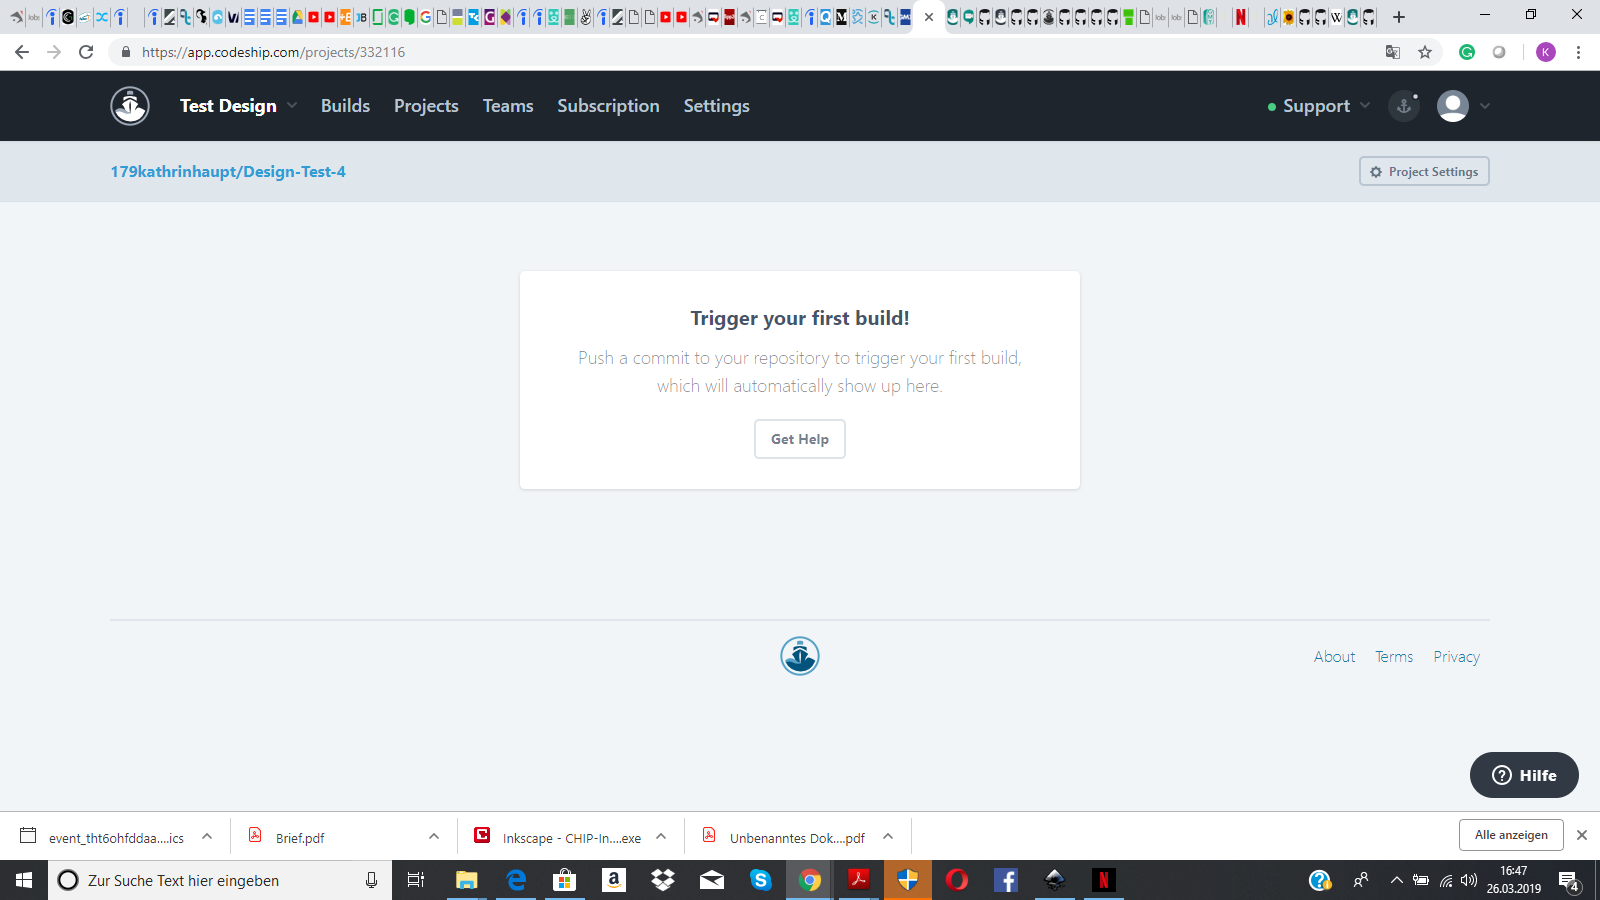 https://app.codeship.com/projects/332116
K
Test Design
Builds
Projects
Teams
Subscription
Settings
Support
179kathrinhaupt/Design-Test-4
Project Settings
Trigger your first build!
Push a commit to your repository to trigger your first build,
which will automatically show up here.
Get Help
About
Terms
Privacy
Hilfe
event_tht6ohfddaa....ics
Brief.pdf
Inkscape - CHIP-In....exe
Unbenanntes Dok....pdf
Alle anzeigen
Zur Suche Text hier eingeben
16:47
26.03.2019
4